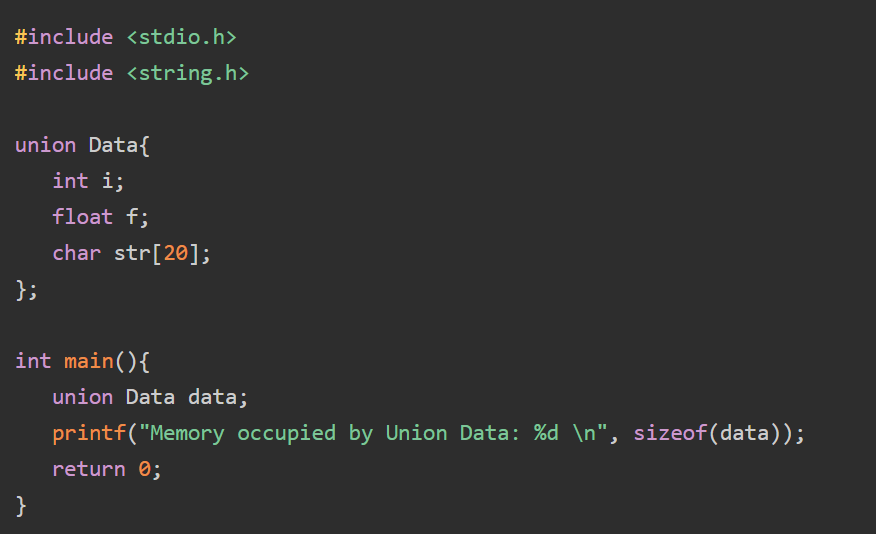 #include <stdio.h>
#include <string.h>

union Data{
   int i;
   float f;
   char str[20];
};

int main(){
   union Data data;
   printf("Memory occupied by Union Data: %d \n", sizeof(data));
   return 0;
}